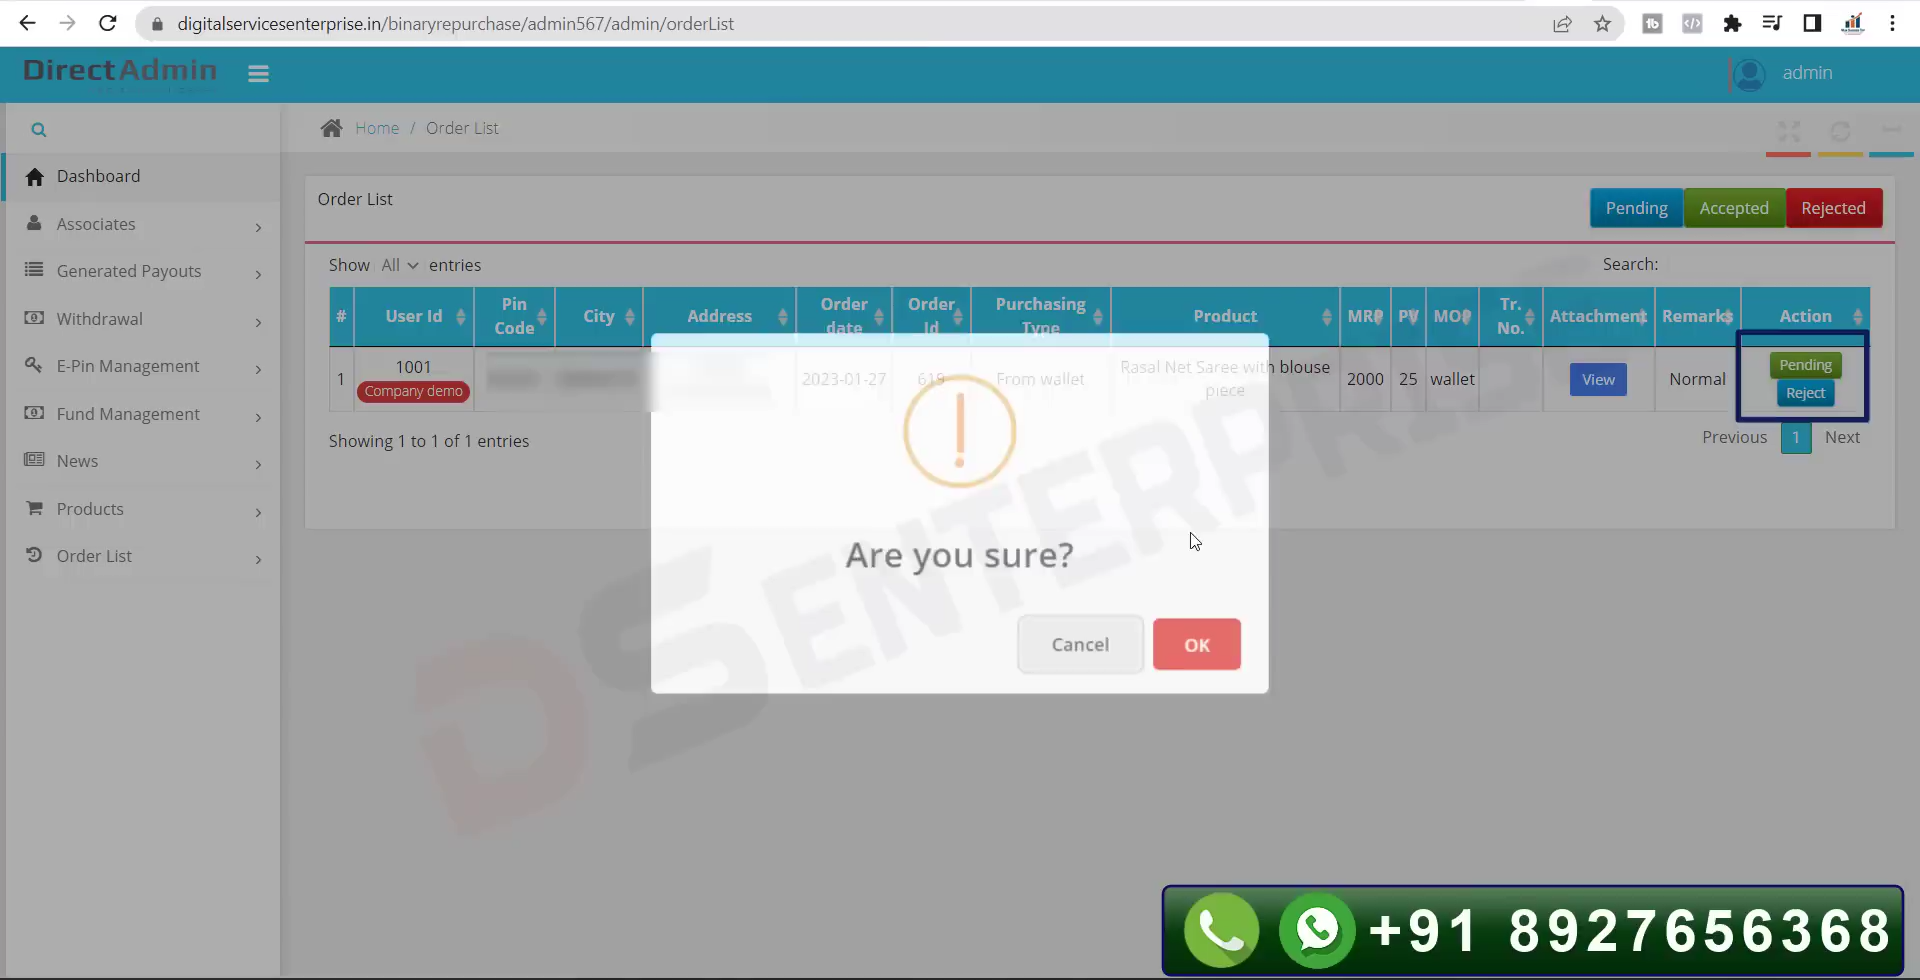 digitalservicesenterprise.in/binaryrepurchase/admin567/admin/orderList
DirectAdmin
admin
Home / Order List
Dashboard
Associates
Generated Payouts
Withdrawal
E-Pin Management
Fund Management
News
Products
Order List
Order List
Pending Accepted Rejected
Show All entries
Search:
# User Id Pin Code City Address Order date Order Id Purchasing Type Product MRP PV MOP Tr. No. Attachment Remarks Action
1 1001 2023-01-27 619 From wallet Rasal Net Saree with blouse piece 2000 25 wallet View Normal Pending
Company demo Reject
Showing 1 to 1 of 1 entries
Previous 1 Next
Are you sure?
Cancel OK
DS ENTERPRISES
+91 8927656368